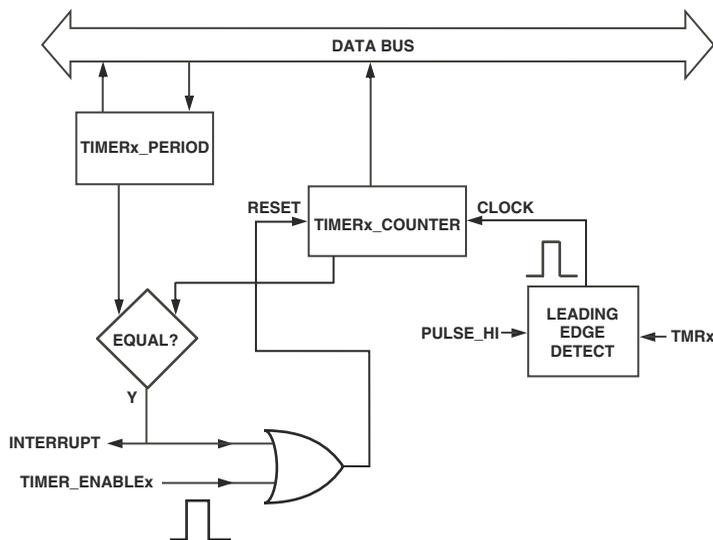 DATA BUS
TIMERx_PERIOD
RESET
TIMERx_COUNTER
CLOCK
LEADING
EDGE
DETECT
PULSE_HI
TMRx
EQUAL?
Y
INTERRUPT
TIMER_ENABLEx